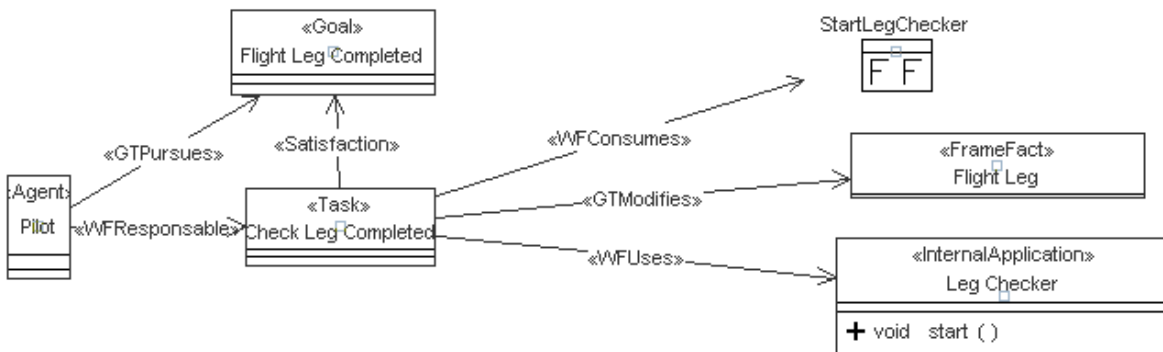 «Goal»
Flight Leg Completed
StartLegChecker
F F
«GTPursues»
«Satisfaction»
«WFConsumes»
«FrameFact»
Flight Leg
«Agent»
Pilot
«WFResponsable»
«Task»
Check Leg Completed
«GTModifies»
«WFUses»
«InternalApplication»
Leg Checker
+ void start ( )